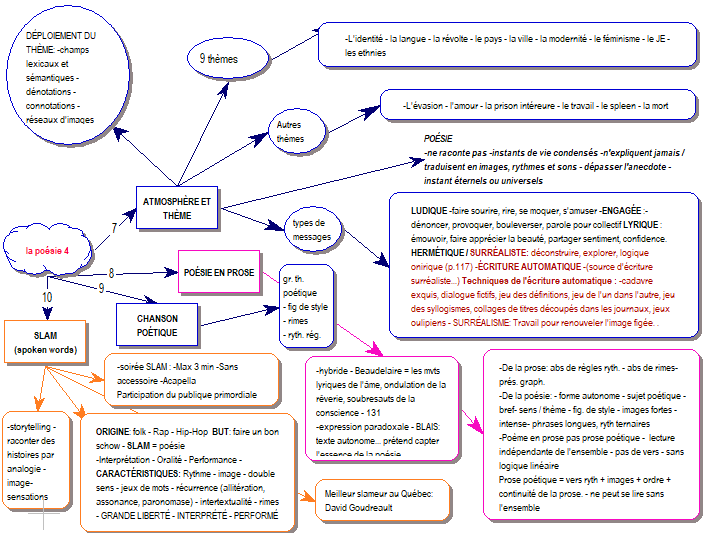 DÉPLOIEMENT DU
THÈME: -champs
lexicaux et
sémantiques -
dénotations -
connotations -
réseaux d'images
9 thèmes
-L'identité - la langue - la révolte - le pays - la ville - la modernité - le féminisme - le JE -
les ethnies
Autres
thèmes
-L'évasion - l'amour - la prison intéreure - le travail - le spleen - la mort
POÉSIE
-ne raconte pas -instants de vie condensés -n'expliquent jamais /
traduisent en images, rythmes et sons - dépasser l'anecdote -
instant éternels ou universels
ATMOSPHÈRE ET
THÈME
types de
messages
LUDIQUE -faire sourire, rire, se moquer, s'amuser -ENGAGÉE :-
dénoncer, provoquer, bouleverser, parole pour collectif LYRIQUE :
émouvoir, faire apprécier la beauté, partager sentiment, confidence.
HERMÉTIQUE / SURRÉALISTE: déconstruire, explorer, logique
onirique (p.117) -ÉCRITURE AUTOMATIQUE -(source d'écriture
surréaliste...) Techniques de l'écriture automatique : -cadavre
exquis, dialogue fictifs, jeu des définitions, jeu de l'un dans l'autre, jeu
des syllogismes, collages de titres découpés dans les journaux, jeux
oulipiens - SURRÉALISME: Travail pour renouveler l'image figée...
la poésie 4
7
8
9
10
POÉSIE EN PROSE
CHANSON
POÉTIQUE
gr. th.
poétique
- fig de style
- rimes
- ryth. rég.
SLAM
(spoken words)
-soirée SLAM : -Max 3 min -Sans
accessoire -Acapella
Participation du publique primordiale
-hybride - Beaudelaire = les mvts
lyriques de l'âme, ondulation de la
rêverie, soubresauts de la
conscience - 131
-expression paradoxale - BLAIS:
texte autonome... prétend capter
l'essence de la poésie
-De la prose: abs de règles ryth. - abs de rimes-
prés. graph.
-De la poésie: - forme autonome - sujet poétique -
bref- sens / thème - fig. de style - images fortes -
intense- phrases longues, ryth ternaires
-Poème en prose pas prose poétique - lecture
indépendante de l'ensemble - pas de vers - sans
logique linéaire
Prose poétique = vers ryth + images + ordre +
continuité de la prose. - ne peut se lire sans
l'ensemble
-storytelling -
raconter des
histoires par
analogie -
image-
sensations
ORIGINE: folk - Rap - Hip-Hop BUT: faire un bon
schow - SLAM = poésie
-Interprétation - Oralité - Performance -
CARACTÉRISTIQUES: Rythme - image - double
sens - jeux de mots - récurrence (allitération,
assonance, paronomase) - intertextualité - rimes
- GRANDE LIBERTÉ - INTERPRÉTÉ - PERFORMÉ
Meilleur slameur au Québec:
David Goudreault